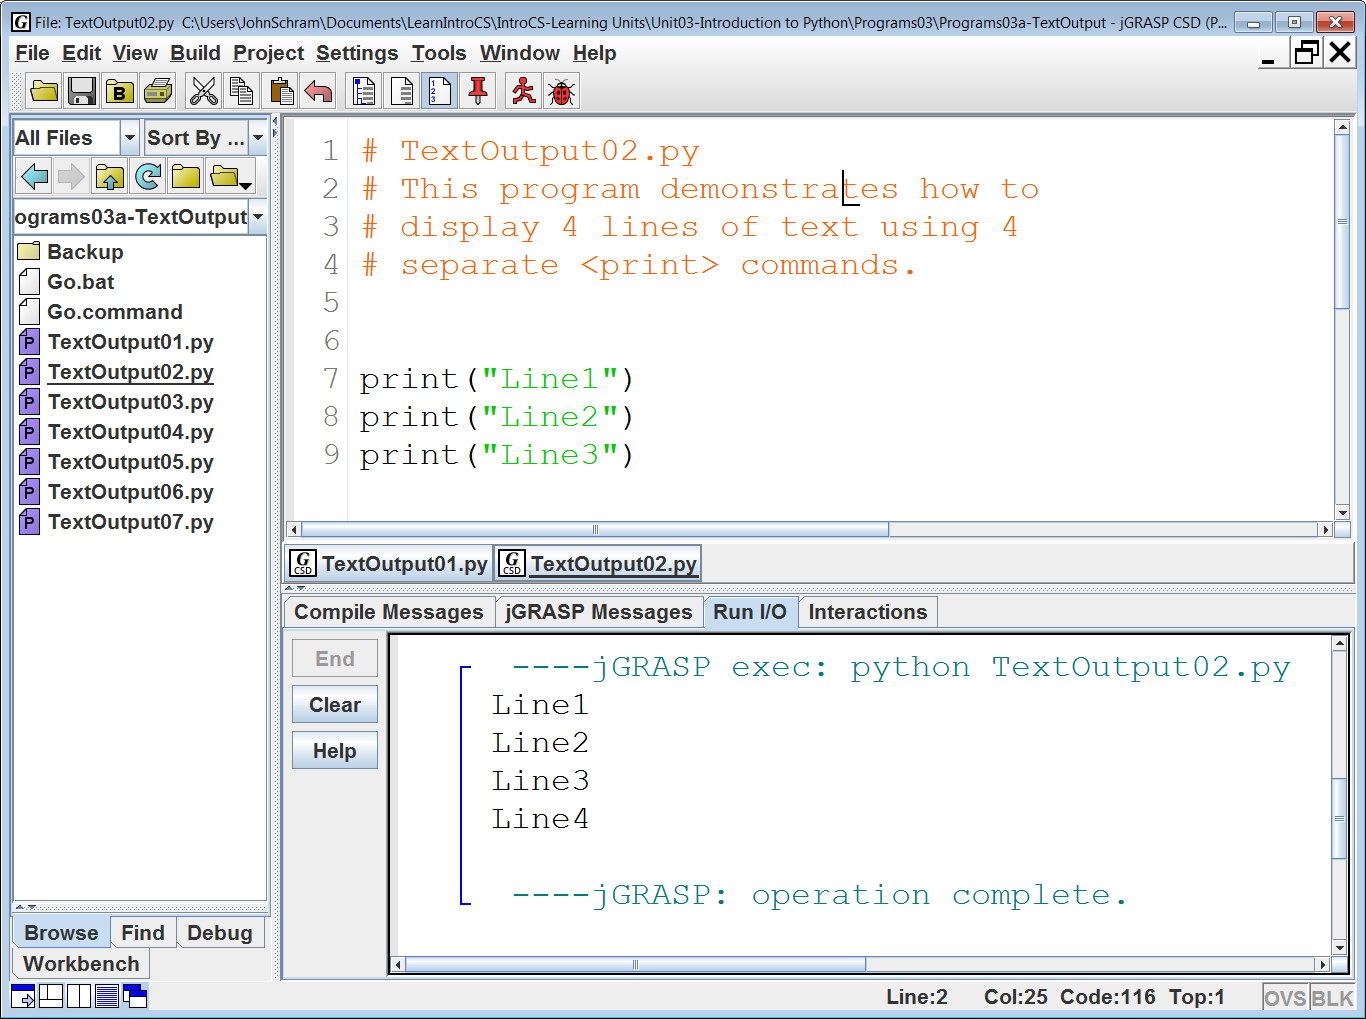 File: TextOutput02.py  C:\Users\JohnSchram\Documents\LearnIntroCS\IntroCS-Learning Units\Unit03-Introduction to Python\Programs03\Programs03a-TextOutput - jGRASP CSD (P...
File Edit View Build Project Settings Tools Window Help
All Files Sort By ...
ograms03a-TextOutput
Backup
Go.bat
Go.command
TextOutput01.py
TextOutput02.py
TextOutput03.py
TextOutput04.py
TextOutput05.py
TextOutput06.py
TextOutput07.py
Browse Find Debug
Workbench
1 # TextOutput02.py
2 # This program demonstrates how to
3 # display 4 lines of text using 4
4 # separate <print> commands.
5
6
7 print("Line1")
8 print("Line2")
9 print("Line3")
TextOutput01.py TextOutput02.py
Compile Messages jGRASP Messages Run I/O Interactions
End
Clear
Help
----jGRASP exec: python TextOutput02.py
Line1
Line2
Line3
Line4
----jGRASP: operation complete.
Line:2 Col:25 Code:116 Top:1 OVS BLK